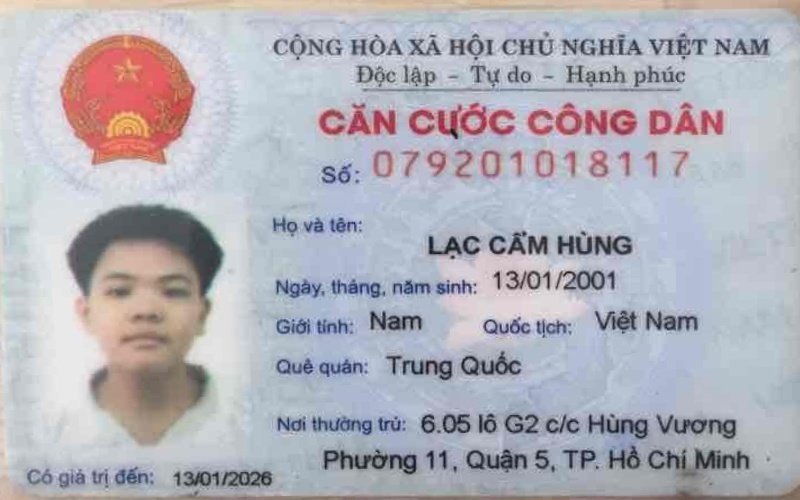 CỘNG HÒA XÃ HỘI CHỦ NGHĨA VIỆT NAM
Độc lập - Tự do - Hạnh phúc
CĂN CƯỚC CÔNG DÂN
Số: 079201018117
Họ và tên:
LẠC CẨM HÙNG
Ngày, tháng, năm sinh: 13/01/2001
Giới tính: Nam Quốc tịch: Việt Nam
Quê quán: Trung Quốc
Nơi thường trú: 6.05 lô G2 c/c Hùng Vương
Phường 11, Quận 5, TP. Hồ Chí Minh
Có giá trị đến: 13/01/2026